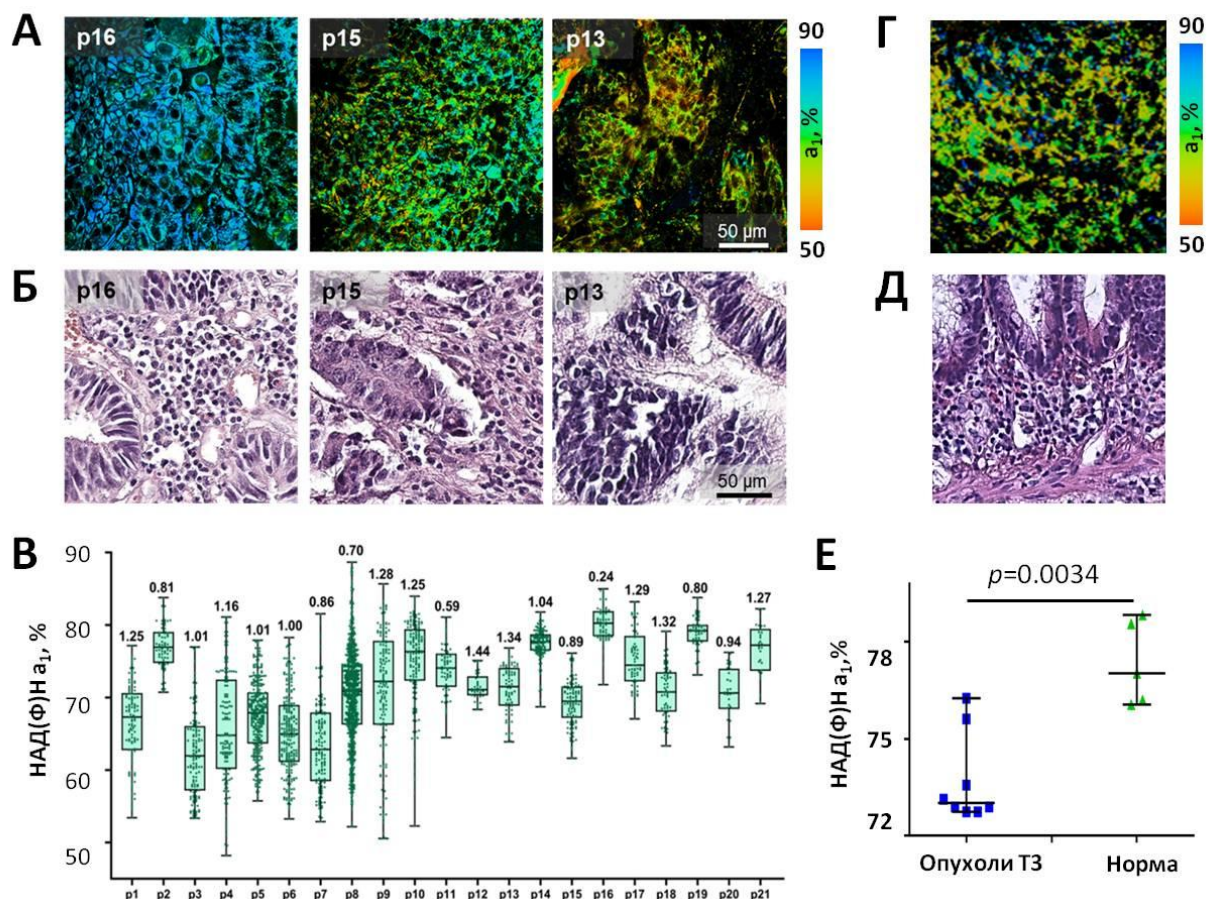 А
p16
p15
p13
90
a₁, %
50
50 µm
Г
90
a₁, %
50
Б
p16
p15
p13
50 µm
Д
В
НАД(Ф)Н a₁, %
90
80
70
60
50
1.25
0.81
1.01
1.16
1.01
1.00
0.86
0.70
1.28
1.25
0.59
1.44
1.34
1.04
0.89
0.24
1.29
1.32
0.80
0.94
1.27
p1 p2 p3 p4 p5 p6 p7 p8 p9 p10 p11 p12 p13 p14 p15 p16 p17 p18 p19 p20 p21
Е
p=0.0034
НАД(Ф)Н a₁,%
78
75
72
Опухоли Т3
Норма